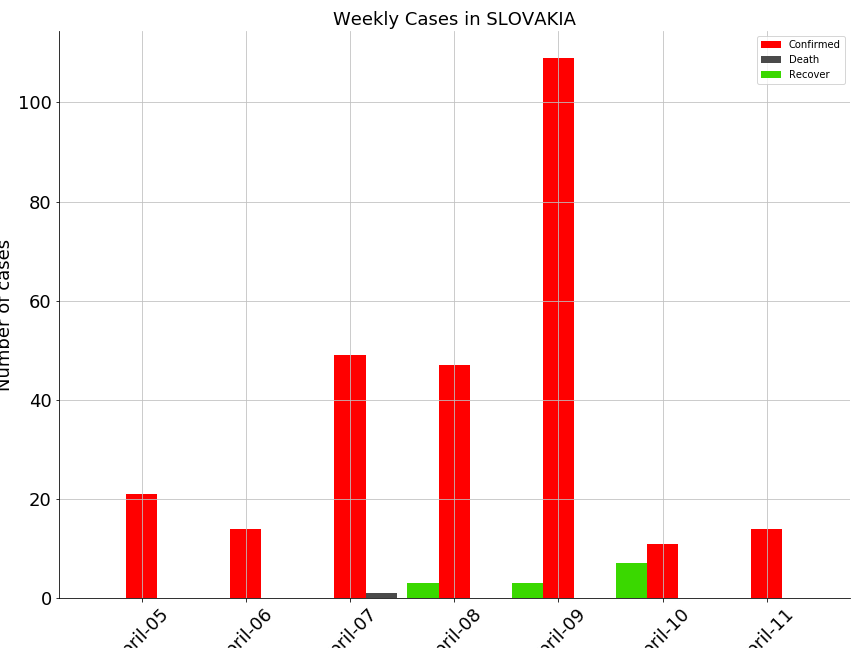 Weekly Cases in SLOVAKIA
Confirmed
Death
Recover
Number of cases
100
80
60
40
20
0
pril-05
pril-06
pril-07
pril-08
pril-09
pril-10
pril-11